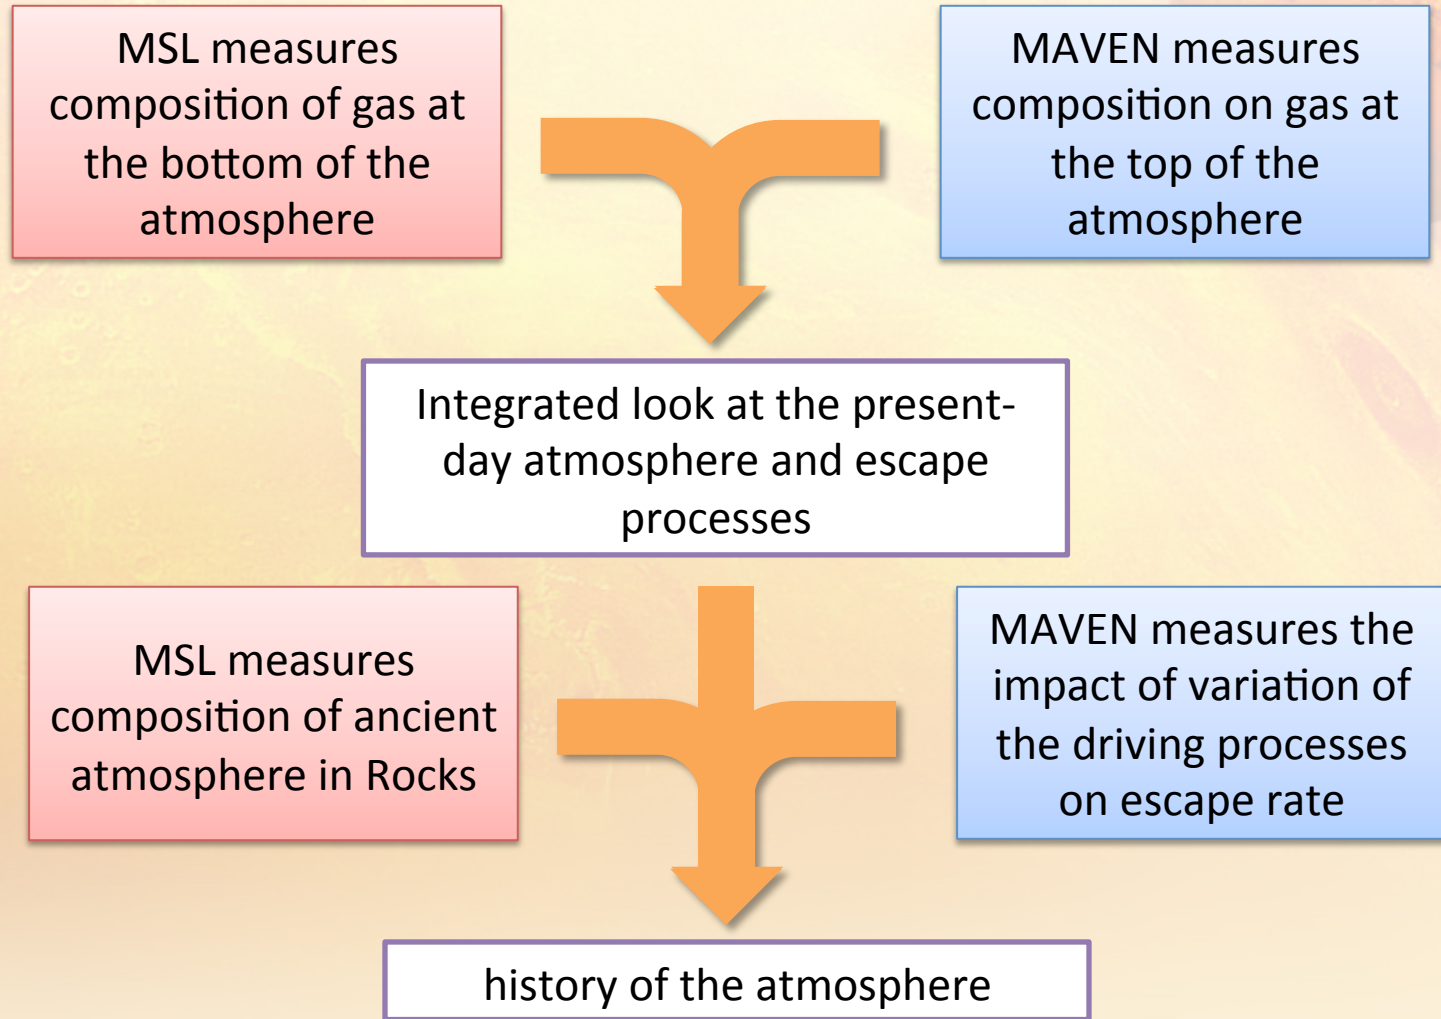 MSL measures
composition of gas at
the bottom of the
atmosphere
MAVEN measures
composition on gas at
the top of the
atmosphere
Integrated look at the present-
day atmosphere and escape
processes
MSL measures
composition of ancient
atmosphere in Rocks
MAVEN measures the
impact of variation of
the driving processes
on escape rate
history of the atmosphere